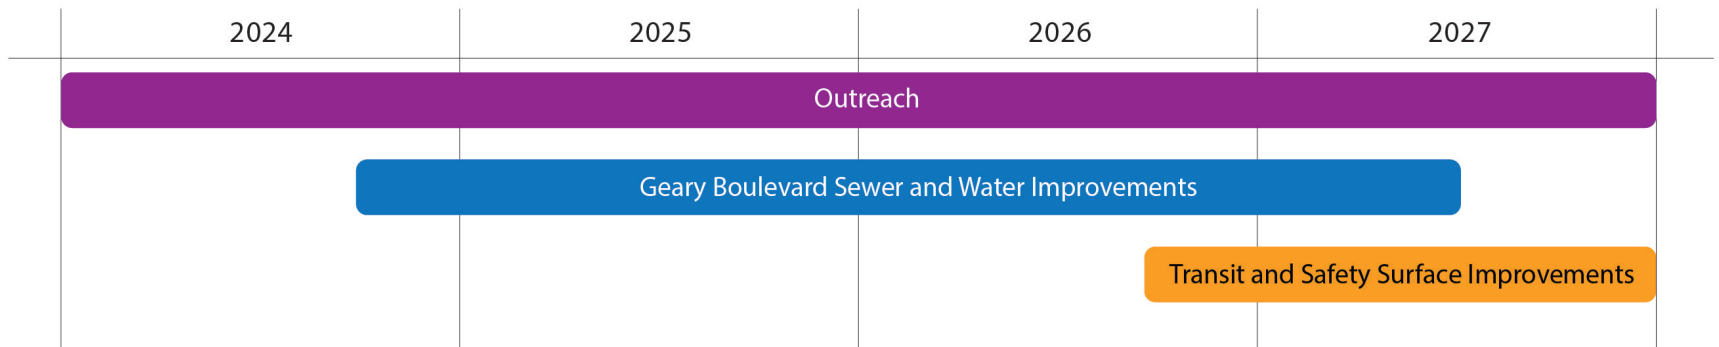 2024 2025 2026 2027
Outreach
Geary Boulevard Sewer and Water Improvements
Transit and Safety Surface Improvements